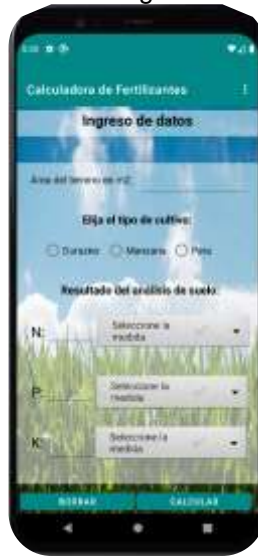 Calculadora de Fertilizantes
Ingreso de datos
Area del terreno en m2:
Elija el tipo de cultivo:
Durazno Manzana Pera
Resultado del análisis de suelo:
N: Seleccione la
medida
P: Seleccione la
medida
K: Seleccione la
medida
BORRAR CALCULAR